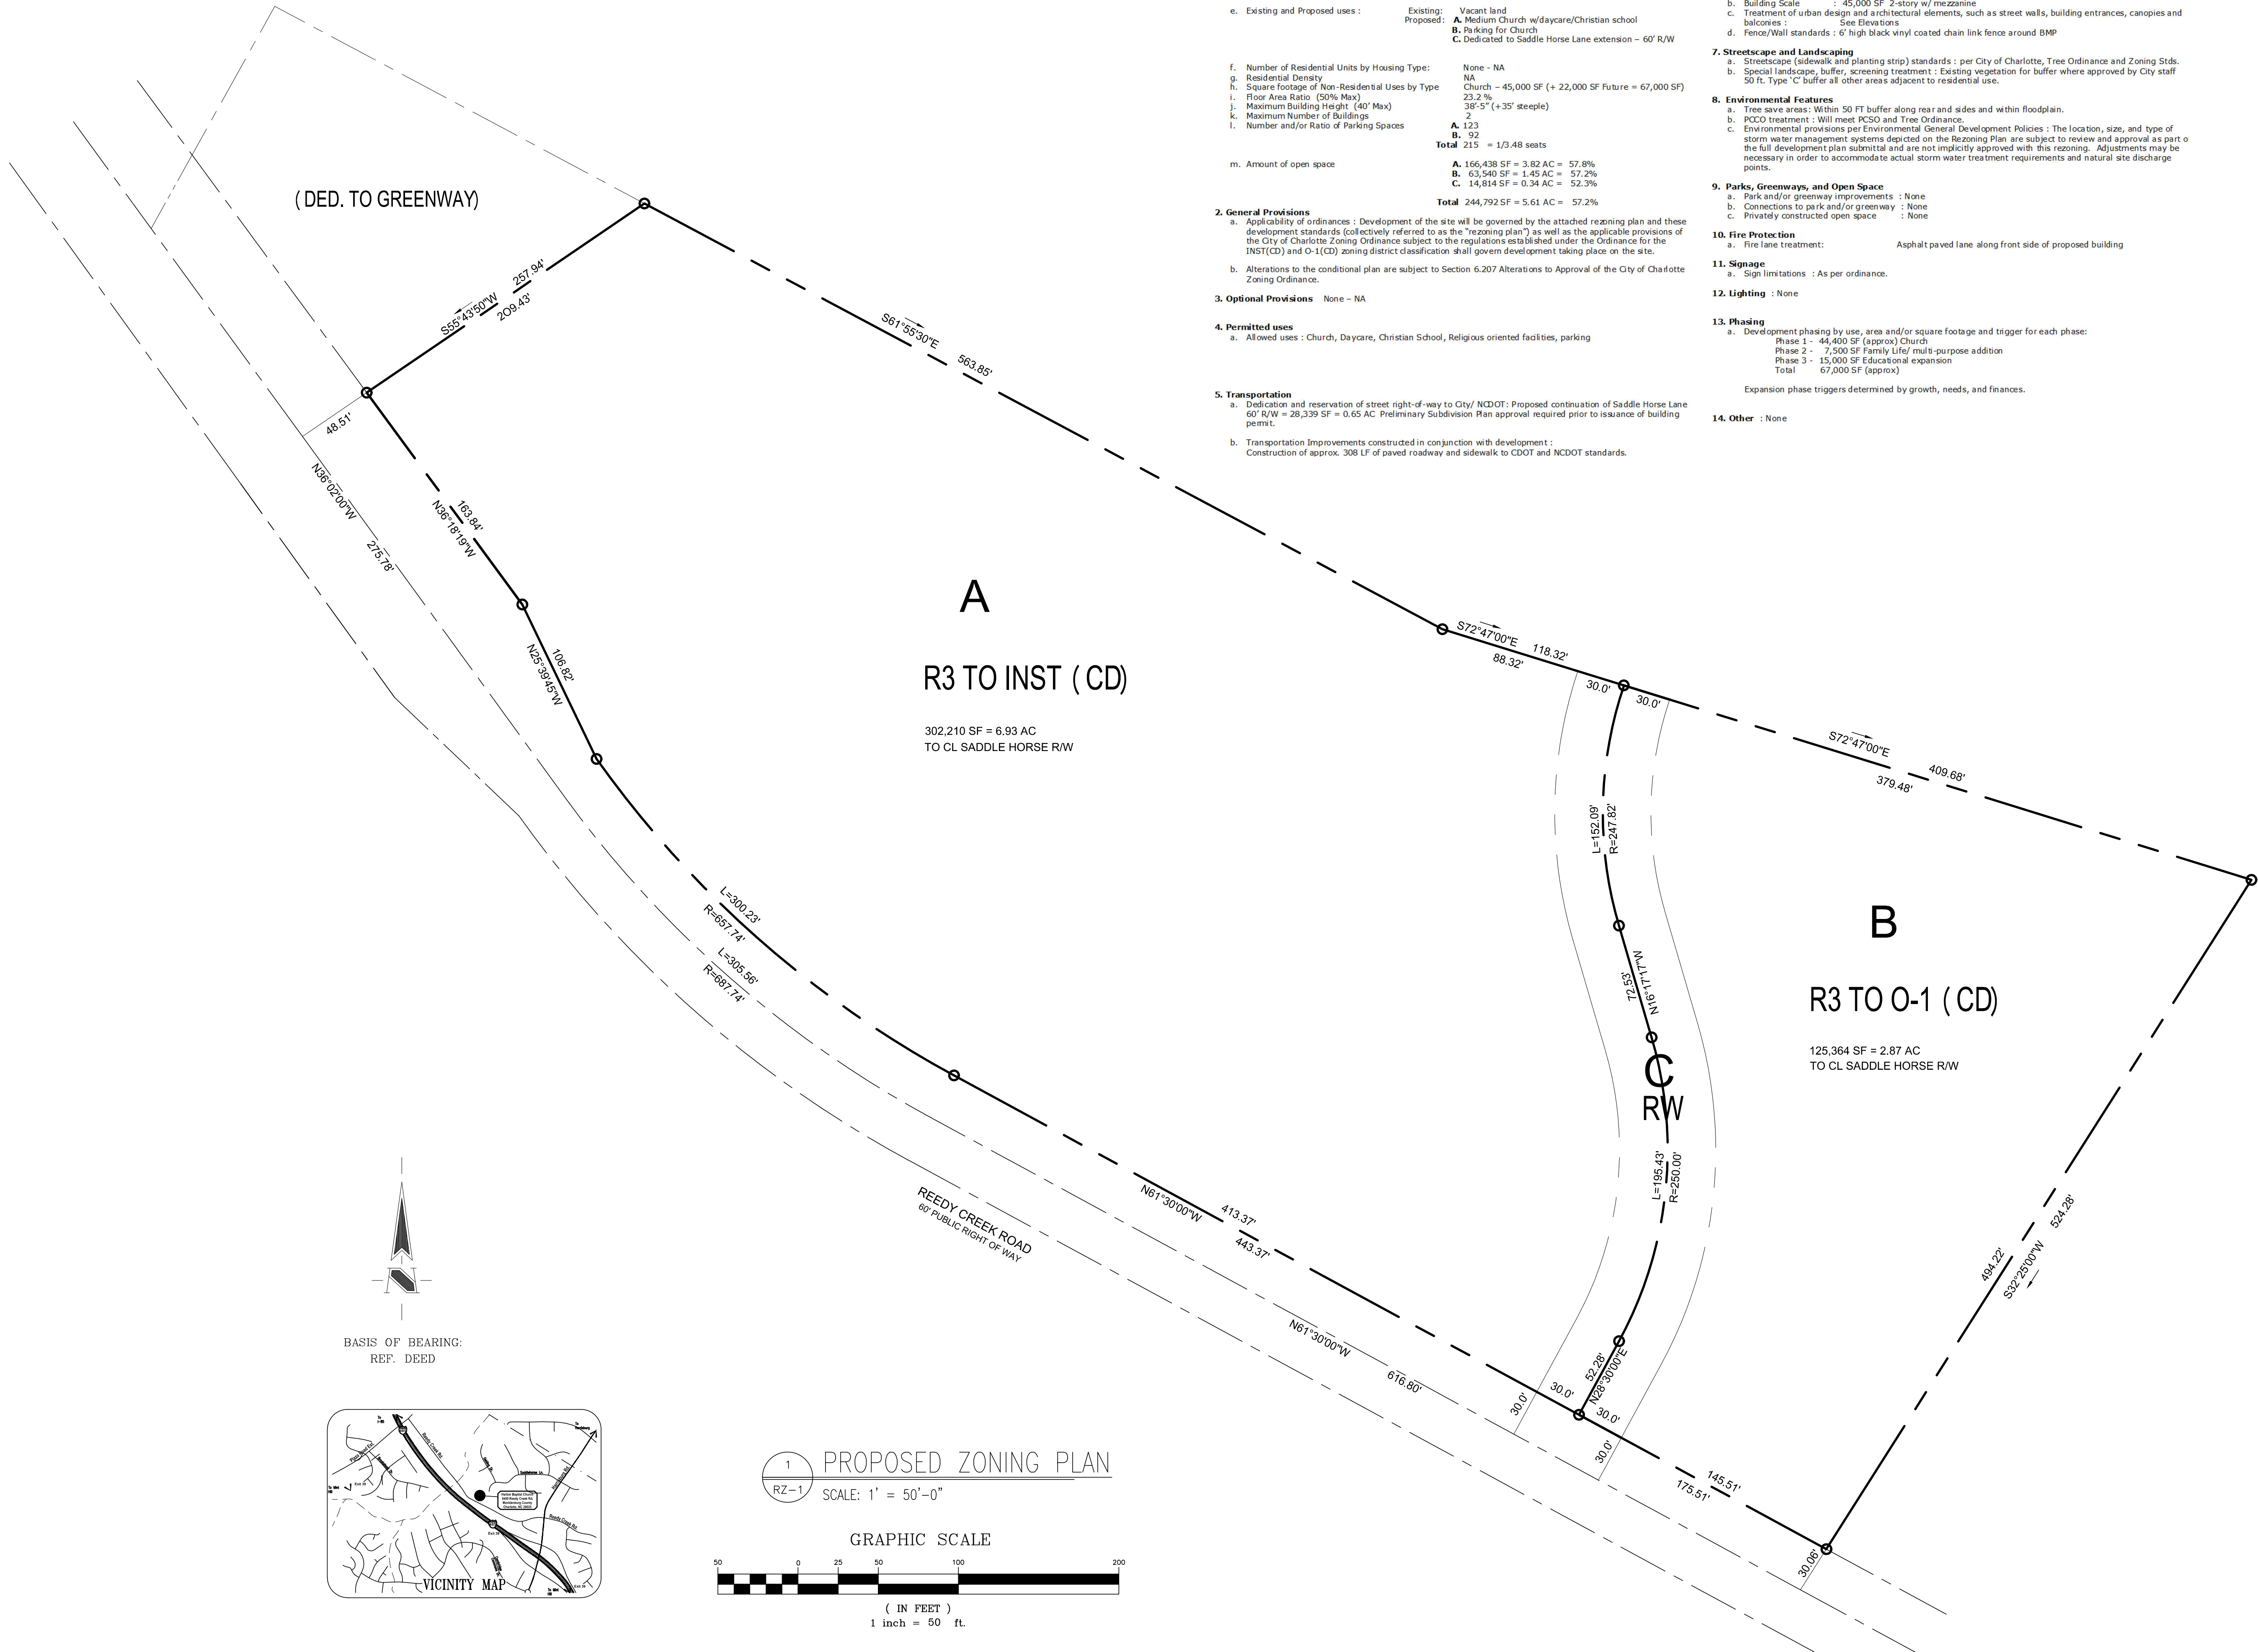 e. Existing and Proposed uses : Existing: Vacant land
Proposed: A. Medium Church w/daycare/Christian school
B. Parking for Church
C. Dedicated to Saddle Horse Lane extension – 60' R/W
f. Number of Residential Units by Housing Type: None - NA
g. Residential Density NA
h. Square footage of Non-Residential Uses by Type Church – 45,000 SF (+ 22,000 SF Future = 67,000 SF)
i. Floor Area Ratio (50% Max) 23.2 %
j. Maximum Building Height (40' Max) 38'-5" (+35' steeple)
k. Maximum Number of Buildings 2
l. Number and/or Ratio of Parking Spaces A. 123
B. 92
Total 215 = 1/3.48 seats
m. Amount of open space A. 166,438 SF = 3.82 AC = 57.8%
B. 63,540 SF = 1.45 AC = 57.2%
C. 14,814 SF = 0.34 AC = 52.3%
Total 244,792 SF = 5.61 AC = 57.2%
2. General Provisions
a. Applicability of ordinances : Development of the site will be governed by the attached rezoning plan and these
development standards (collectively referred to as the "rezoning plan") as well as the applicable provisions of
the City of Charlotte Zoning Ordinance subject to the regulations established under the Ordinance for the
INST(CD) and O-1(CD) zoning district classification shall govern development taking place on the site.
b. Alterations to the conditional plan are subject to Section 6.207 Alterations to Approval of the City of Charlotte
Zoning Ordinance.
3. Optional Provisions None – NA
4. Permitted uses
a. Allowed uses : Church, Daycare, Christian School, Religious oriented facilities, parking
5. Transportation
a. Dedication and reservation of street right-of-way to City/ NCDOT: Proposed continuation of Saddle Horse Lane
60' R/W = 28,339 SF = 0.65 AC Preliminary Subdivision Plan approval required prior to issuance of building
permit.
b. Transportation Improvements constructed in conjunction with development :
Construction of approx. 308 LF of paved roadway and sidewalk to CDOT and NCDOT standards.
b. Building Scale : 45,000 SF 2-story w/ mezzanine
c. Treatment of urban design and architectural elements, such as street walls, building entrances, canopies and
balconies : See Elevations
d. Fence/Wall standards : 6' high black vinyl coated chain link fence around BMP
7. Streetscape and Landscaping
a. Streetscape (sidewalk and planting strip) standards : per City of Charlotte, Tree Ordinance and Zoning Stds.
b. Special landscape, buffer, screening treatment : Existing vegetation for buffer where approved by City staff
50 ft. Type 'C' buffer all other areas adjacent to residential use.
8. Environmental Features
a. Tree save areas: Within 50 FT buffer along rear and sides and within floodplain.
b. PCCO treatment : Will meet PCSO and Tree Ordinance.
c. Environmental provisions per Environmental General Development Policies : The location, size, and type of
storm water management systems depicted on the Rezoning Plan are subject to review and approval as part o
the full development plan submittal and are not implicitly approved with this rezoning. Adjustments may be
necessary in order to accommodate actual storm water treatment requirements and natural site discharge
points.
9. Parks, Greenways, and Open Space
a. Park and/or greenway improvements : None
b. Connections to park and/or greenway : None
c. Privately constructed open space : None
10. Fire Protection
a. Fire lane treatment: Asphalt paved lane along front side of proposed building
11. Signage
a. Sign limitations : As per ordinance.
12. Lighting : None
13. Phasing
a. Development phasing by use, area and/or square footage and trigger for each phase:
Phase 1 - 44,400 SF (approx) Church
Phase 2 - 7,500 SF Family Life/ multi-purpose addition
Phase 3 - 15,000 SF Educational expansion
Total 67,000 SF (approx)
Expansion phase triggers determined by growth, needs, and finances.
14. Other : None
( DED. TO GREENWAY)
S55°43'50"W 257.94'
209.43'
48.51'
S61°55'30"E 563.85'
N36°02'00"W 275.78'
163.84'
N36°18'19"W
106.82'
N25°39'45"W
A
R3 TO INST ( CD)
302,210 SF = 6.93 AC
TO CL SADDLE HORSE R/W
S72°47'00"E 118.32'
88.32'
30.0'
30.0'
S72°47'00"E 409.68'
379.48'
L=152.09'
R=247.82'
72.53'
N16°17'17"W
C
RW
L=195.43'
R=250.00'
52.28'
N28°30'00"E
B
R3 TO O-1 ( CD)
125,364 SF = 2.87 AC
TO CL SADDLE HORSE R/W
494.22'
524.28'
S32°25'00"W
L=300.23'
R=657.74'
L=305.56'
R=687.74'
REEDY CREEK ROAD
60' PUBLIC RIGHT OF WAY
N61°30'00"W 413.37'
443.37'
N61°30'00"W 616.80'
30.0'
30.0'
30.0'
30.0'
145.51'
175.51'
30.06'
N
BASIS OF BEARING:
REF. DEED
Reedy Creek Rd
Reedy Creek Rd.
VICINITY MAP
1
RZ-1
PROPOSED ZONING PLAN
SCALE: 1' = 50'-0"
GRAPHIC SCALE
50 0 25 50 100 200
( IN FEET )
1 inch = 50 ft.